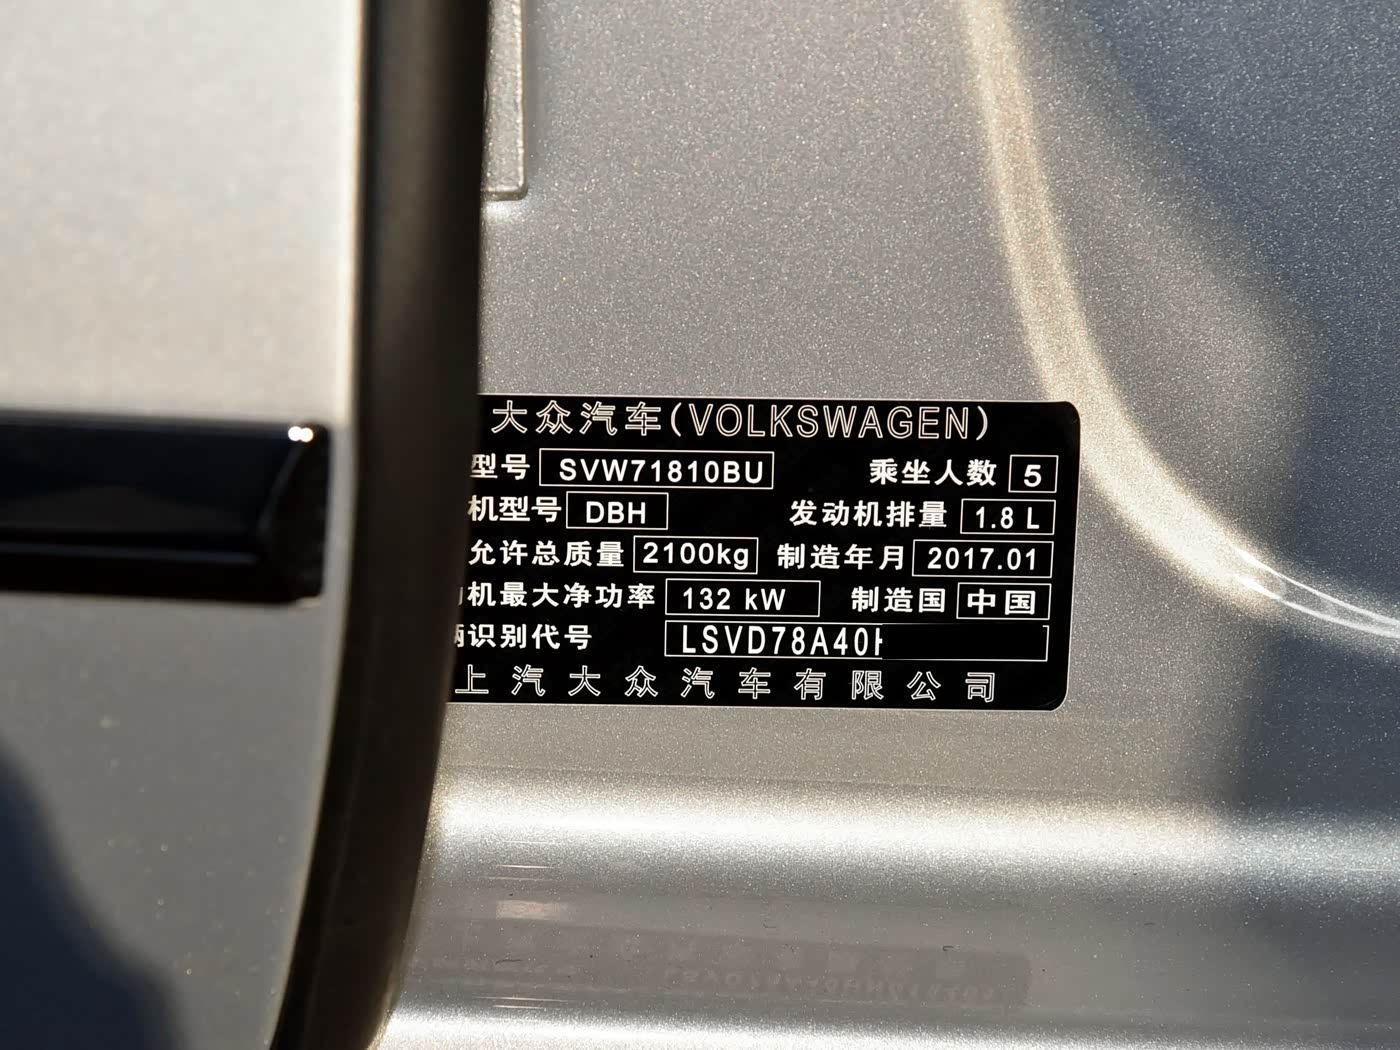 大众汽车(VOLKSWAGEN)
型号 SVW71810BU 乘坐人数 5
机型号 DBH 发动机排量 1.8 L
允许总质量 2100kg 制造年月 2017.01
机最大净功率 132 kW 制造国 中国
识别代号 LSVD78A40
上汽大众汽车有限公司